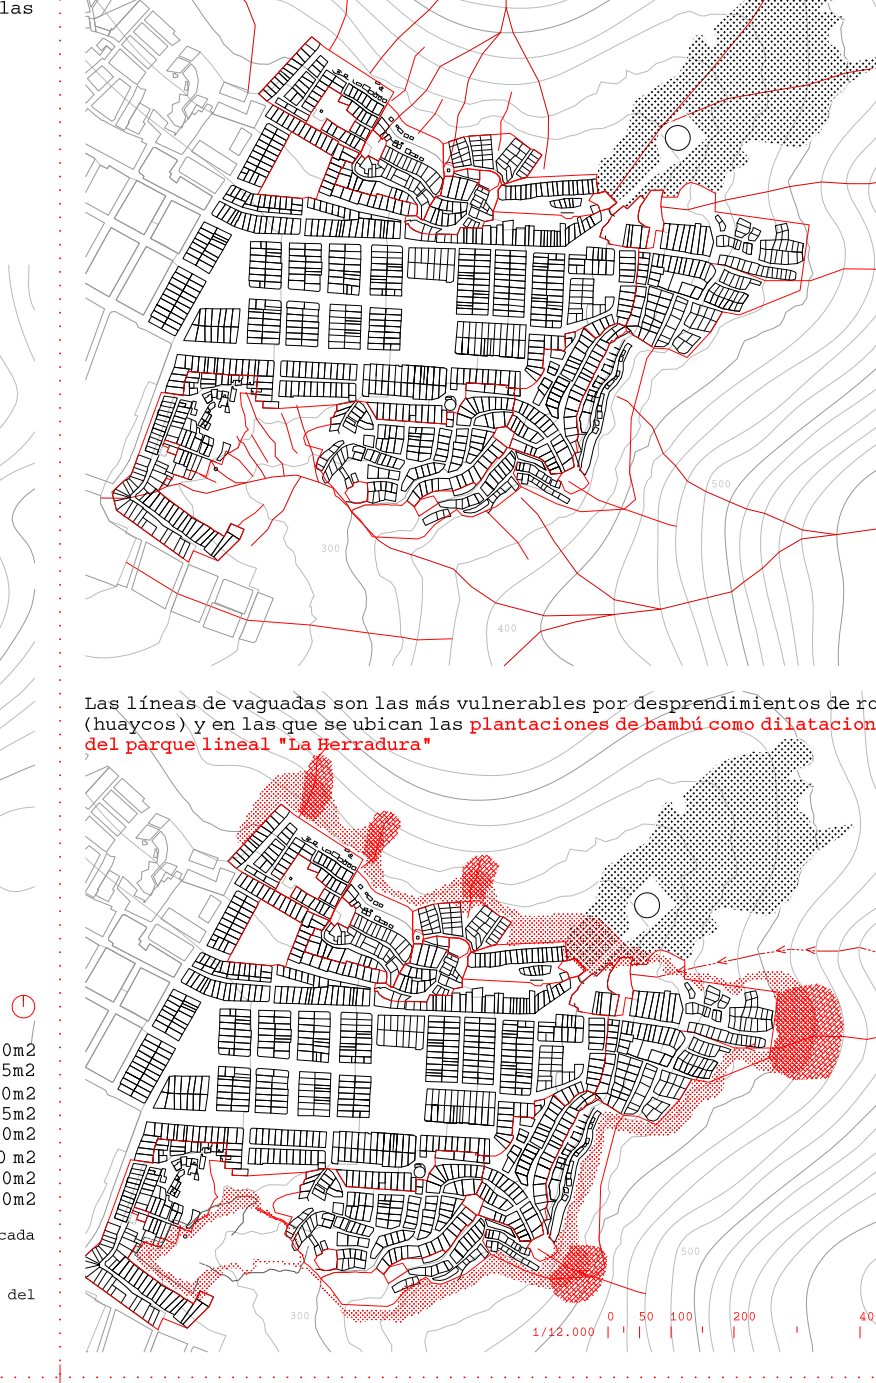 las
500
300
400
Las líneas de vaguadas son las más vulnerables por desprendimientos de ro
(huaycos) y en las que se ubican las plantaciones de bambú como dilatacion
del parque lineal "La Herradura"
0m2
5m2
0m2
5m2
0m2
0 m2
0m2
0m2
cada
del
500
300
0 50 100 200 40
1/12.000